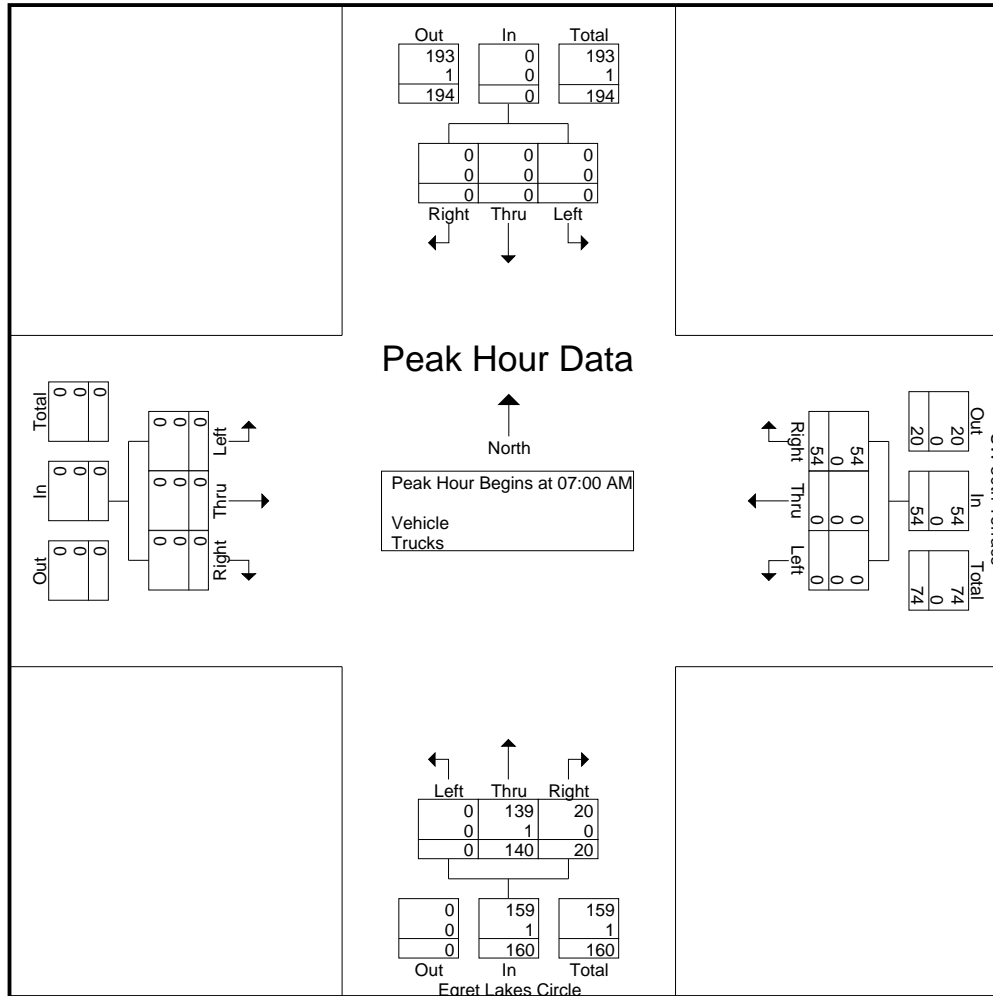 Out In Total
193 0 193
1 0 1
194 0 194
0 0 0
0 0 0
0 0 0
Right Thru Left
Peak Hour Data
North
Peak Hour Begins at 07:00 AM
Vehicle
Trucks
Total
0 0 0
In
0 0 0
Out
0 0 0
Left
0 0 0
Thru
0 0 0
Right
0 0 0
Right
54 0 54
Thru
0 0 0
Left
0 0 0
Out
20 0 20
In
54 0 54
Total
74 0 74
Left Thru Right
0 139 20
0 1 0
0 140 20
0 159 159
0 1 1
0 160 160
Out In Total
Egret Lakes Circle